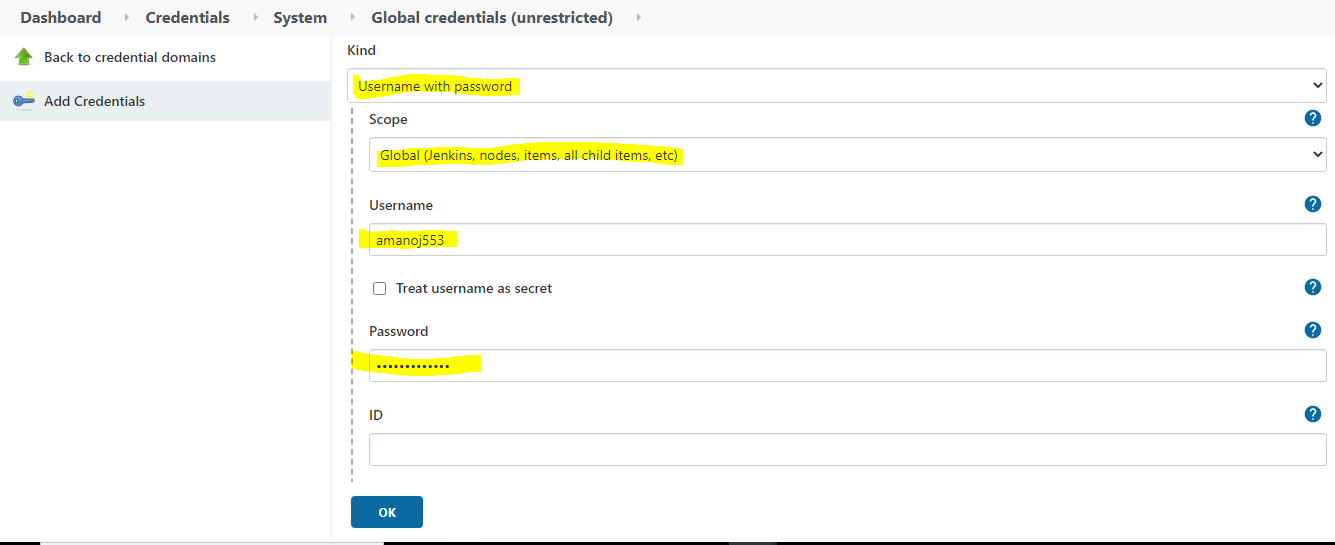 Dashboard Credentials System Global credentials (unrestricted)
Back to credential domains
Add Credentials
Kind
Username with password
Scope
?
Global (Jenkins, nodes, items, all child items, etc)
Username
?
amanoj553
Treat username as secret
?
Password
?
•••••••••••••
ID
?
OK